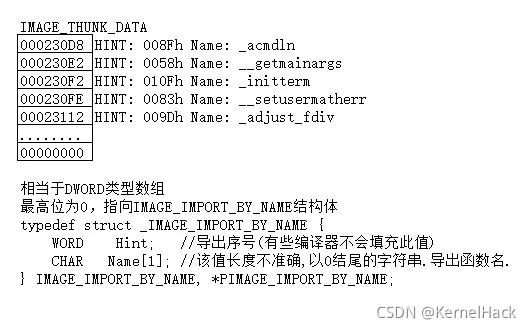 IMAGE_THUNK_DATA
000230D8 HINT: 008Fh Name: _acmdln
000230E2 HINT: 0058h Name: __getmainargs
000230F2 HINT: 010Fh Name: _initterm
000230FE HINT: 0083h Name: __setusermatherr
00023112 HINT: 009Dh Name: _adjust_fdiv
........
00000000
相当于DWORD类型数组
最高位为0，指向IMAGE_IMPORT_BY_NAME结构体
typedef struct _IMAGE_IMPORT_BY_NAME {
WORD Hint; //导出序号(有些编译器不会填充此值)
CHAR Name[1]; //该值长度不准确,以0结尾的字符串.导出函数名.
} IMAGE_IMPORT_BY_NAME, *PIMAGE_IMPORT_BY_NAME;
CSDN @KernelHack